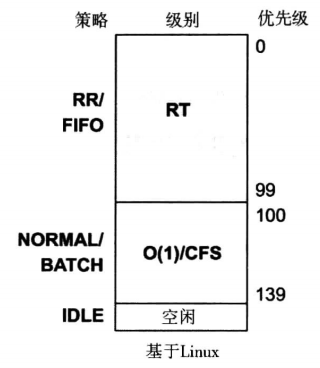 策略 级别 优先级
0
RR/
FIFO
RT
99
100
NORMAL/
BATCH
O(1)/CFS
139
IDLE 空闲
基于Linux